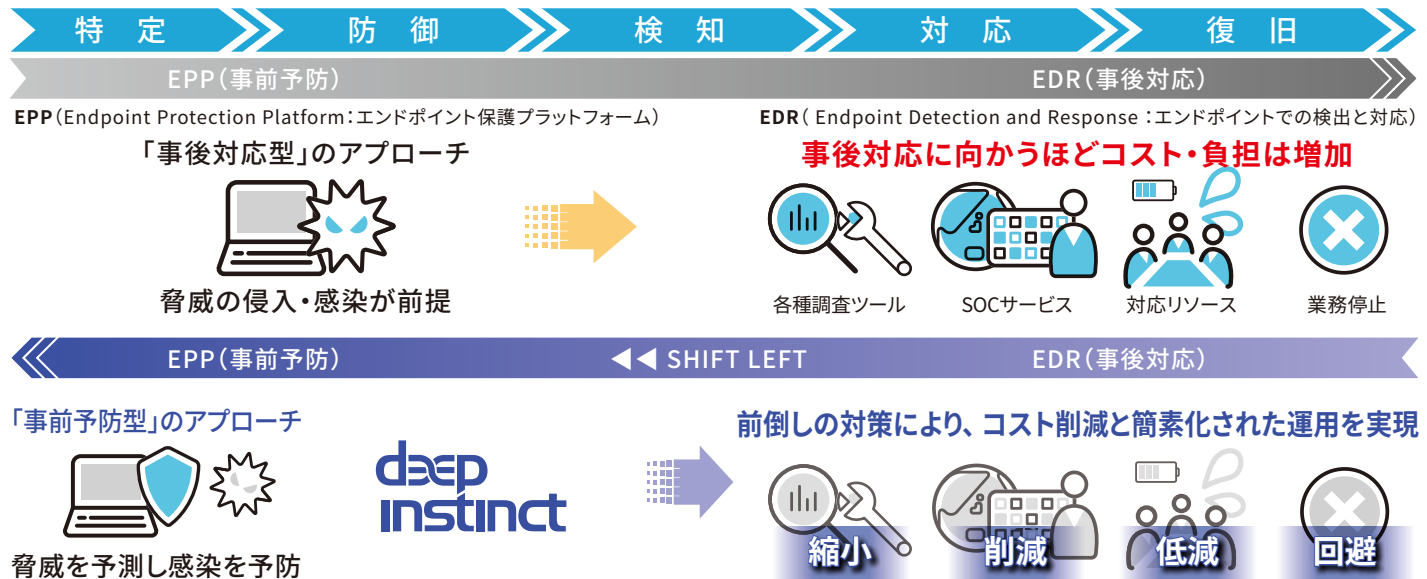 特定 防御 検知 対応 復旧
EPP(事前予防) EDR(事後対応)
EPP(Endpoint Protection Platform:エンドポイント保護プラットフォーム)
「事後対応型」のアプローチ
脅威の侵入・感染が前提
EDR( Endpoint Detection and Response :エンドポイントでの検出と対応)
事後対応に向かうほどコスト・負担は増加
各種調査ツール SOCサービス 対応リソース 業務停止
EPP(事前予防) ◀◀ SHIFT LEFT EDR(事後対応)
「事前予防型」のアプローチ
脅威を予測し感染を予防
deep
instinct
前倒しの対策により、コスト削減と簡素化された運用を実現
縮小 削減 低減 回避